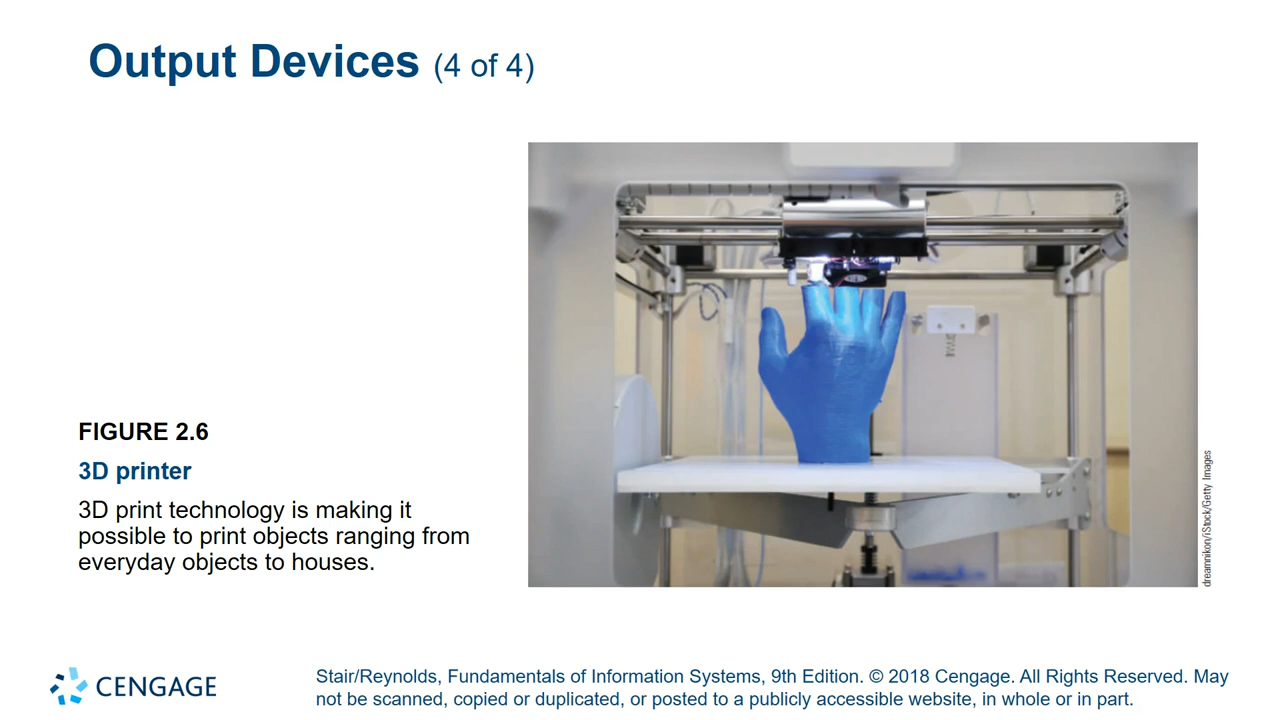 Output Devices (4 of 4)
FIGURE 2.6
3D printer
3D print technology is making it
possible to print objects ranging from
everyday objects to houses.
dreamnikon/iStock/Getty Images
CENGAGE
Stair/Reynolds, Fundamentals of Information Systems, 9th Edition. © 2018 Cengage. All Rights Reserved. May
not be scanned, copied or duplicated, or posted to a publicly accessible website, in whole or in part.